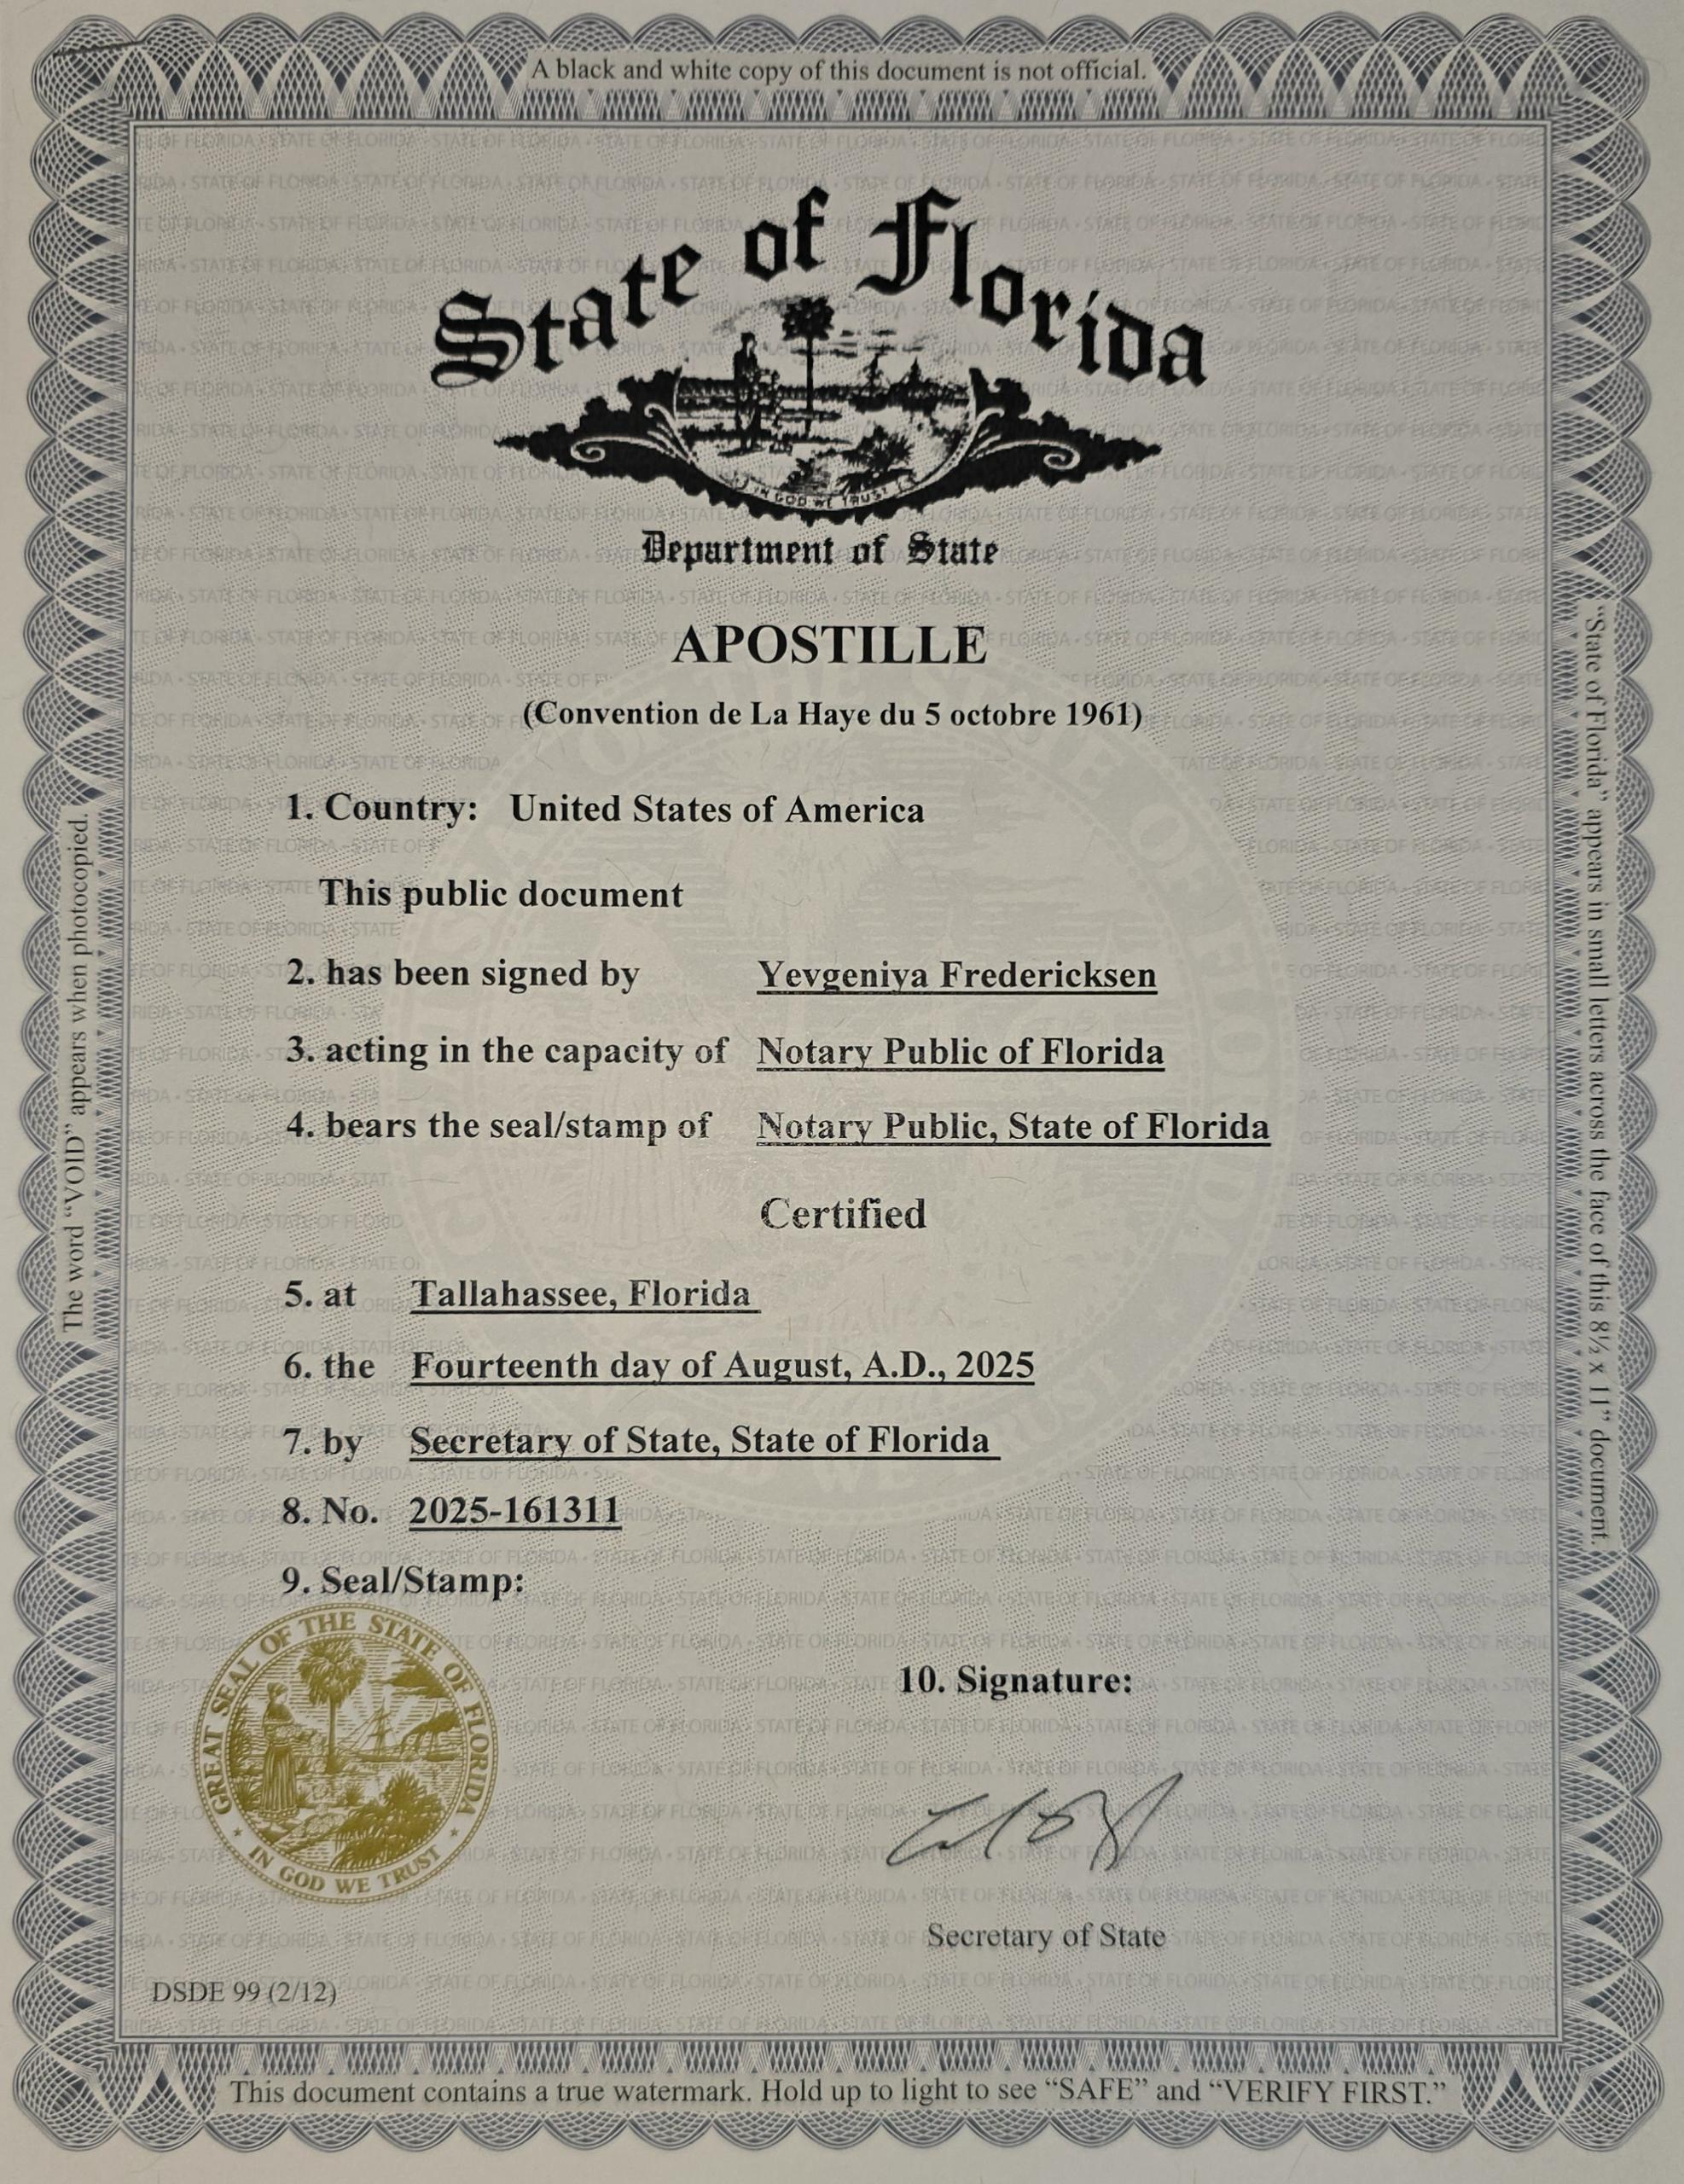 A black and white copy of this document is not official.
State of Florida
IN GOD WE TRUST
Department of State
APOSTILLE
(Convention de La Haye du 5 octobre 1961)
1. Country: United States of America
This public document
2. has been signed by Yevgeniya Fredericksen
3. acting in the capacity of Notary Public of Florida
4. bears the seal/stamp of Notary Public, State of Florida
Certified
5. at Tallahassee, Florida
6. the Fourteenth day of August, A.D., 2025
7. by Secretary of State, State of Florida
8. No. 2025-161311
9. Seal/Stamp:
GREAT SEAL OF THE STATE OF FLORIDA
IN GOD WE TRUST
10. Signature:
Secretary of State
DSDE 99 (2/12)
This document contains a true watermark. Hold up to light to see “SAFE” and “VERIFY FIRST.”
The word “VOID” appears when photocopied.
“State of Florida” appears in small letters across the face of this 8½ x 11” document.